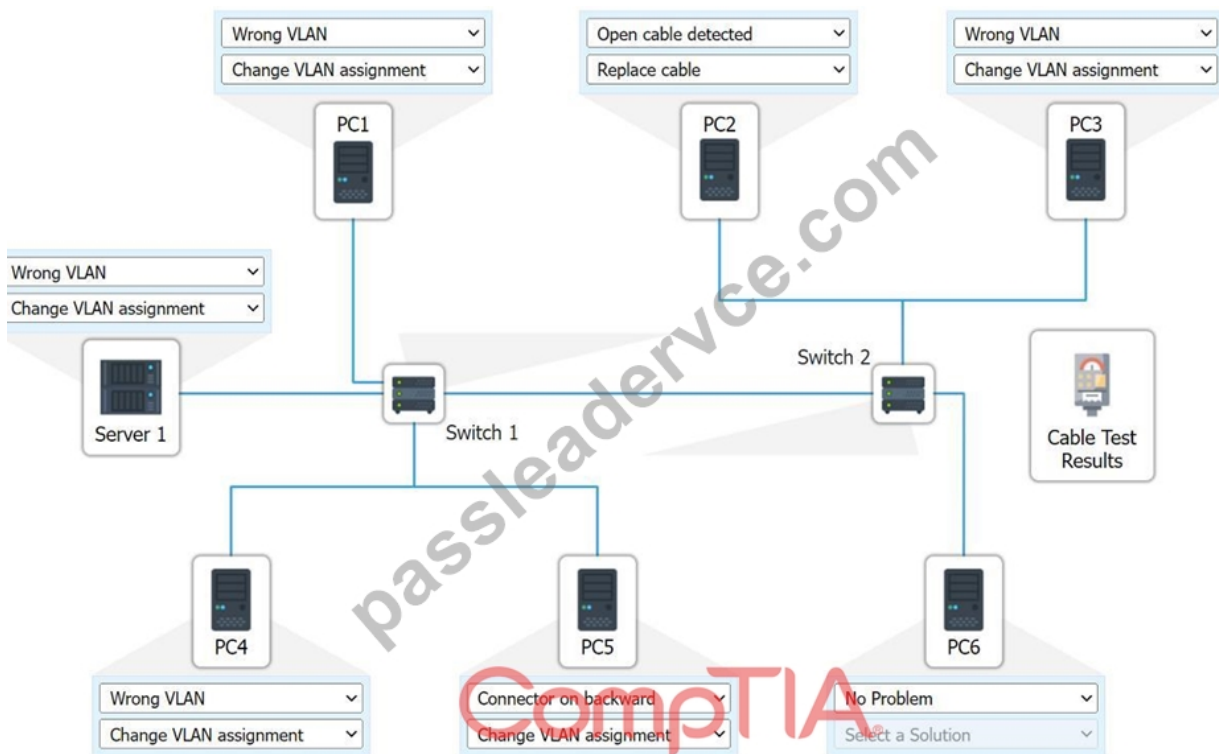 Wrong VLAN
Change VLAN assignment
PC1
Open cable detected
Replace cable
PC2
Wrong VLAN
Change VLAN assignment
PC3
Wrong VLAN
Change VLAN assignment
Server 1
Switch 1
Switch 2
Cable Test
Results
PC4
Wrong VLAN
Change VLAN assignment
PC5
Connector on backward
Change VLAN assignment
PC6
No Problem
Select a Solution
passleadervce.com
CompTIA®